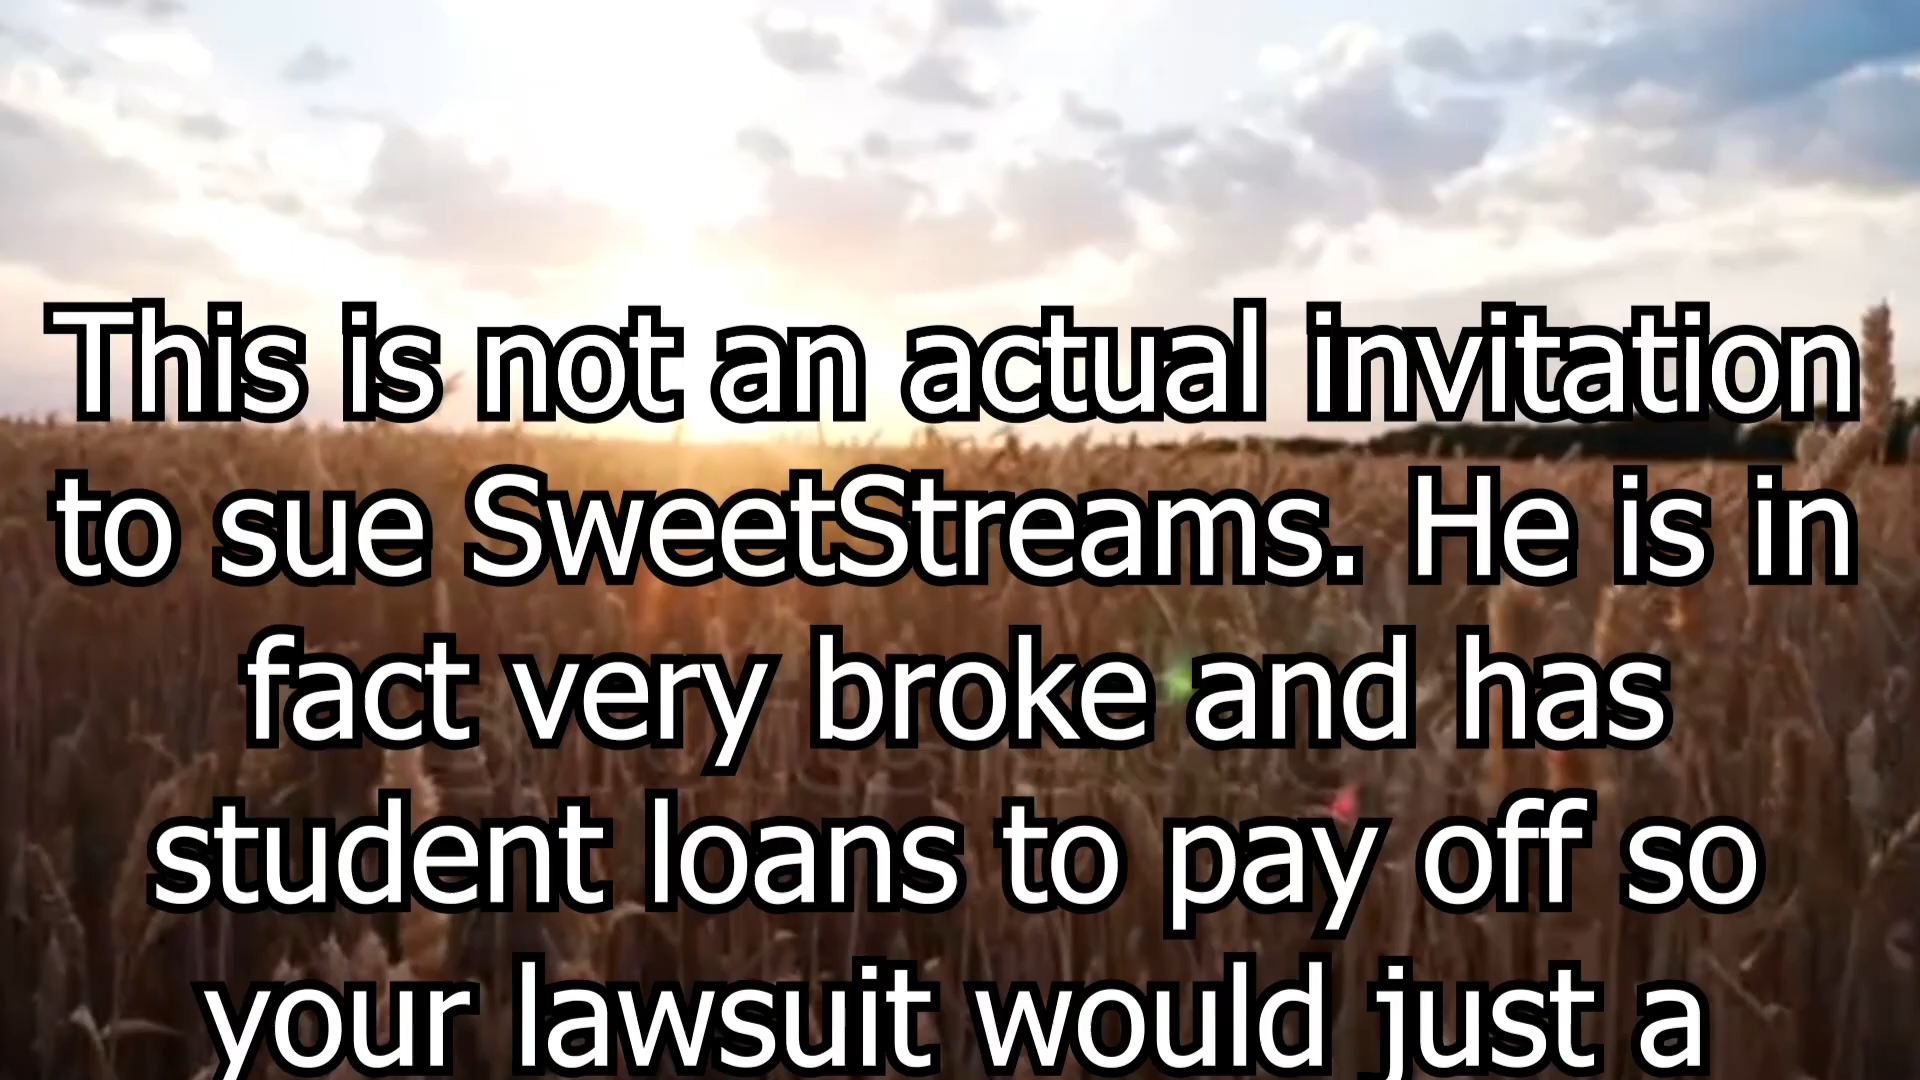 This is not an actual invitation
to sue SweetStreams. He is in
fact very broke and has
student loans to pay off so
your lawsuit would just a